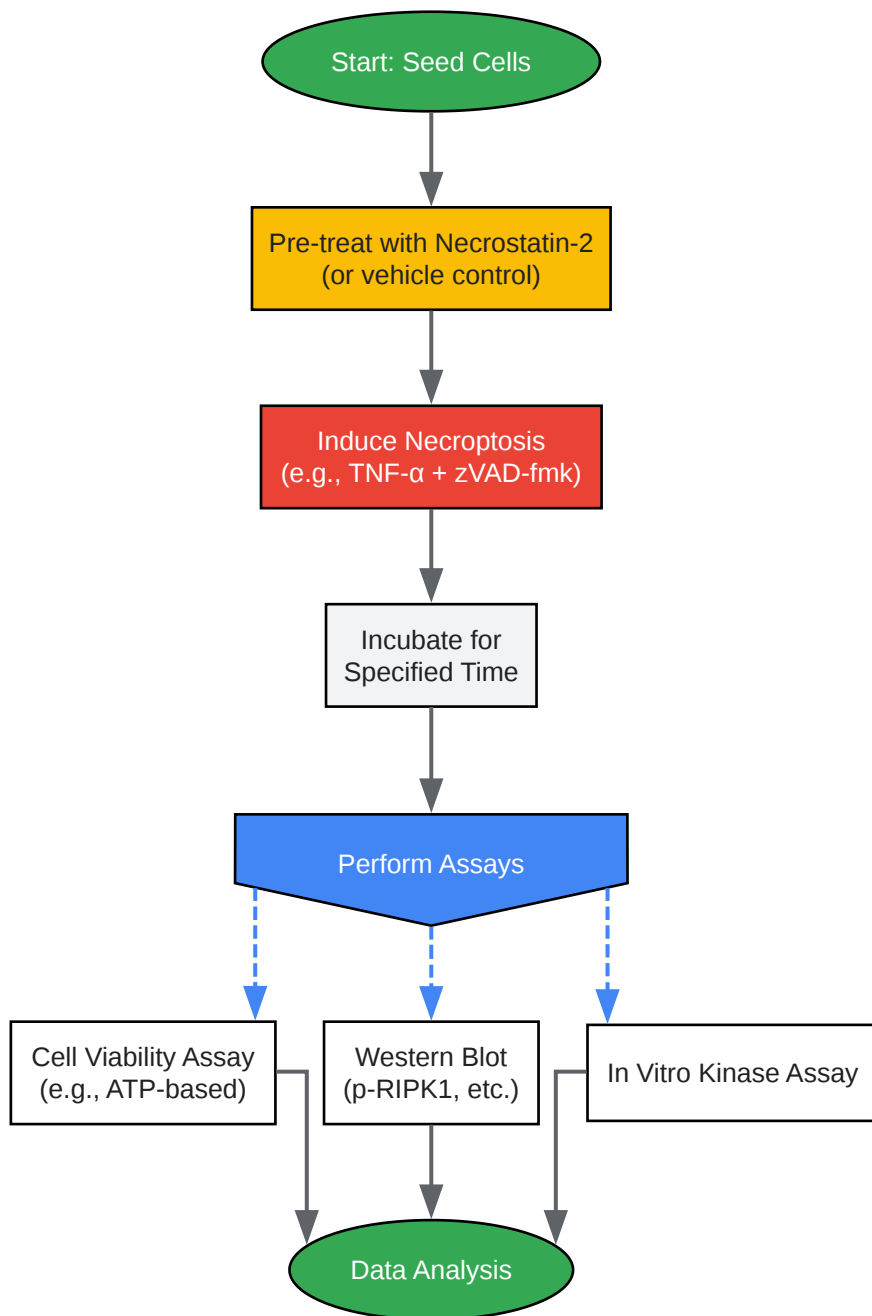 Start: Seed Cells
Pre-treat with Necrostatin-2
(or vehicle control)
Induce Necroptosis
(e.g., TNF-α + zVAD-fmk)
Incubate for
Specified Time
Perform Assays
Cell Viability Assay
(e.g., ATP-based)
Western Blot
(p-RIPK1, etc.)
In Vitro Kinase Assay
Data Analysis